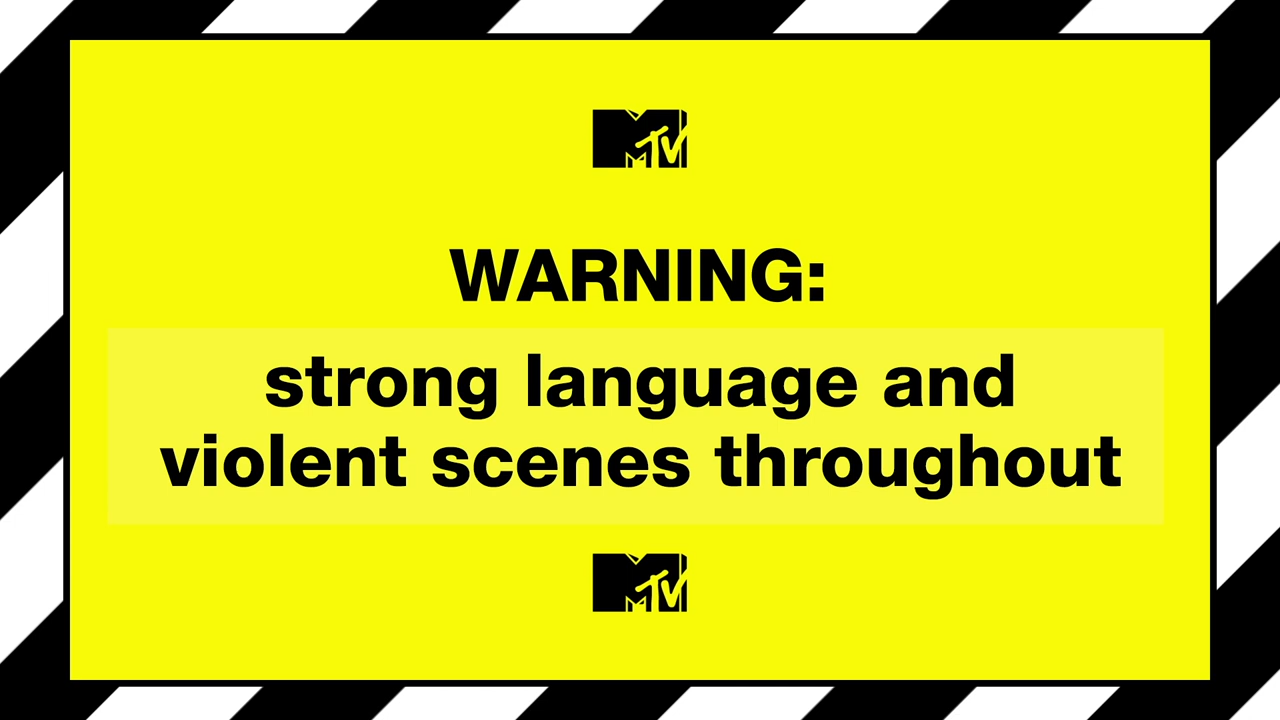 MTV
WARNING:
strong language and
violent scenes throughout
MTV